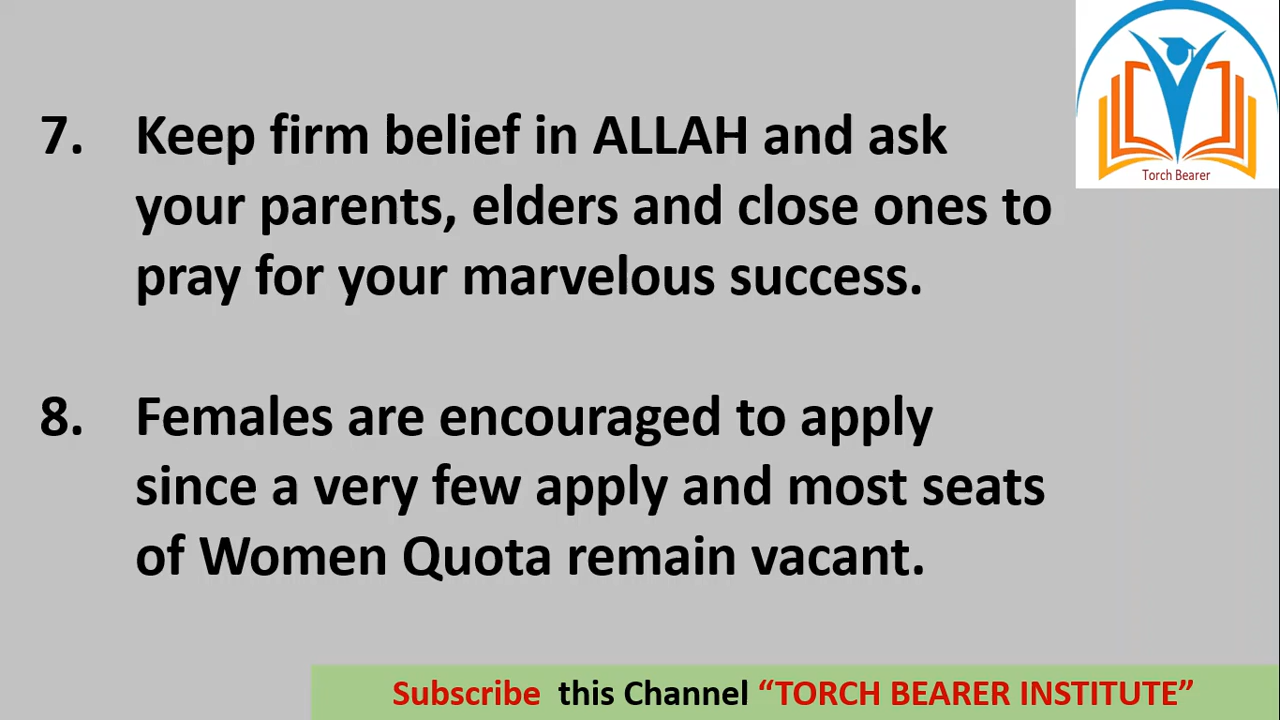 Torch Bearer
7. Keep firm belief in ALLAH and ask
your parents, elders and close ones to
pray for your marvelous success.
8. Females are encouraged to apply
since a very few apply and most seats
of Women Quota remain vacant.
Subscribe this Channel “TORCH BEARER INSTITUTE”